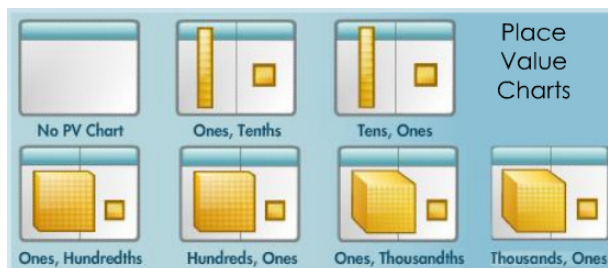 Place
Value
Charts
No PV Chart
Ones, Tenths
Tens, Ones
Ones, Hundredths
Hundreds, Ones
Ones, Thousandths
Thousands, Ones